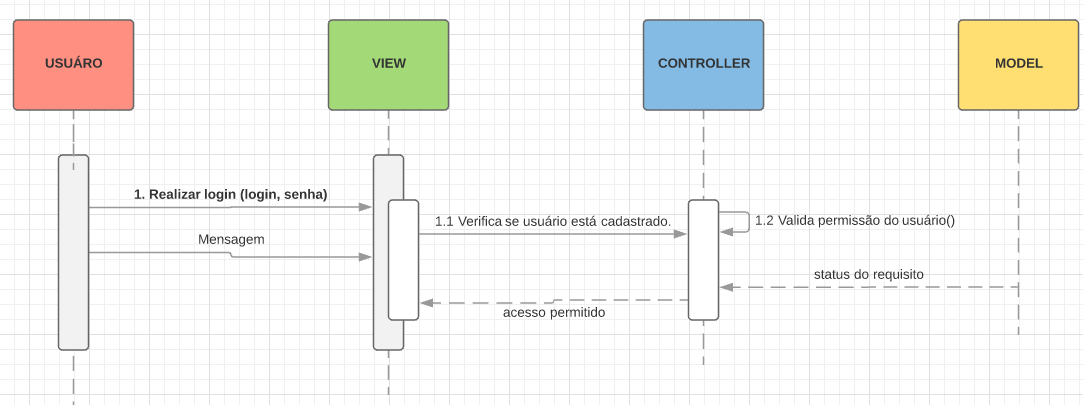 USUÁRO
VIEW
CONTROLLER
MODEL
1. Realizar login (login, senha)
1.1 Verifica se usuário está cadastrado.
1.2 Valida permissão do usuário()
Mensagem
status do requisito
acesso permitido